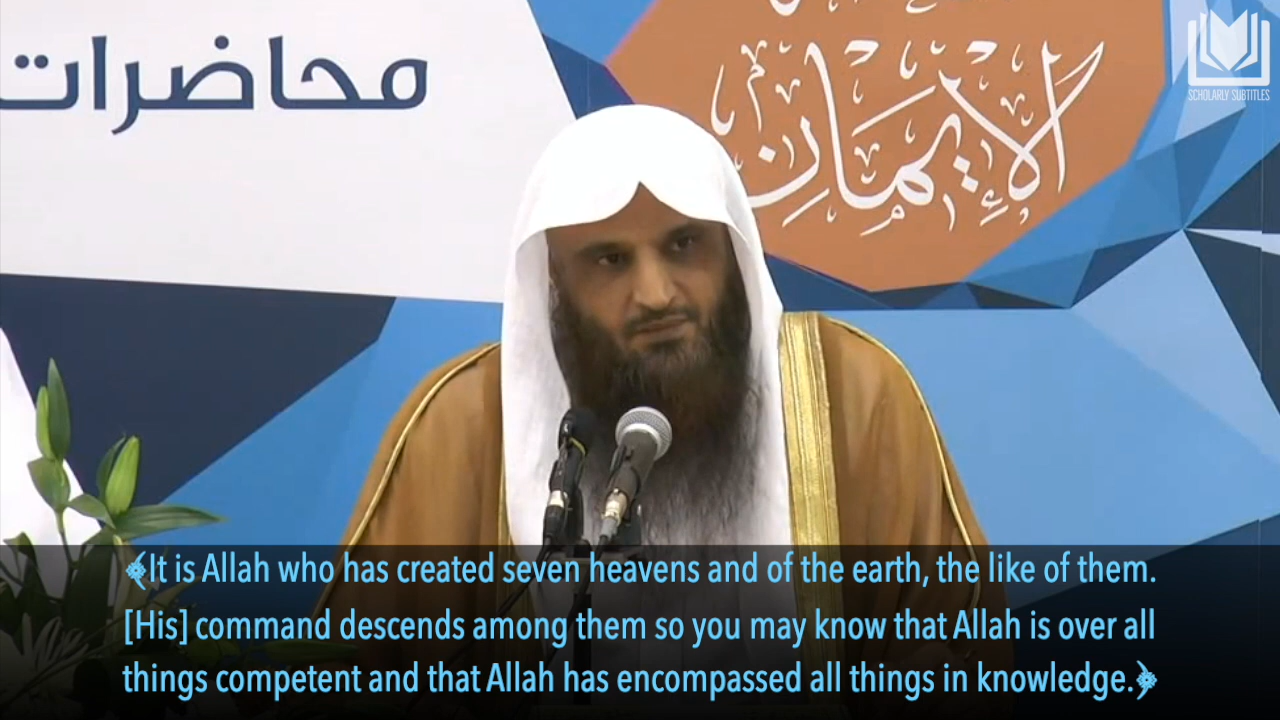 محاضرات
الإيمان
SCHOLARLY SUBTITLES
﴾It is Allah who has created seven heavens and of the earth, the like of them.
[His] command descends among them so you may know that Allah is over all
things competent and that Allah has encompassed all things in knowledge.﴿